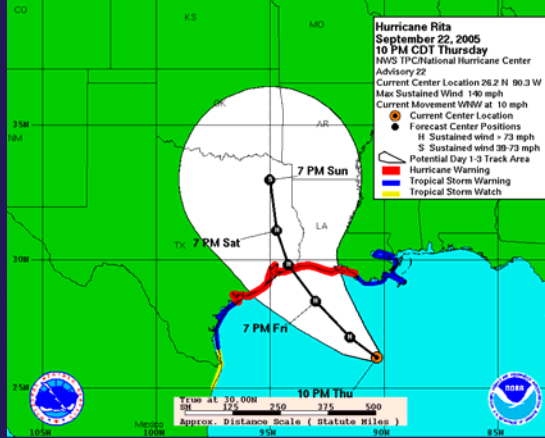 CO
KS
MO
Hurricane Rita
September 22, 2005
10 PM CDT Thursday
NWS TPC/National Hurricane Center
Advisory 22
Current Center Location 26.2 N 90.3 W
Max Sustained Wind 140 mph
Current Movement WNW at 10 mph
Current Center Location
Forecast Center Positions
H Sustained wind > 73 mph
S Sustained wind 39-73 mph
Potential Day 1-3 Track Area
Hurricane Warning
Tropical Storm Warning
Tropical Storm Watch
OK
35N
AR
NM
S
7 PM Sun
LA
TX
7 PM Sat
H
30N
H
7 PM Fri
H
25N
10 PM Thu
True at 30.00N
SM 125 250 375 500
Approx. Distance Scale ( Statute Miles )
NOAA
105W
100W
Mexico
95W
90W
85W